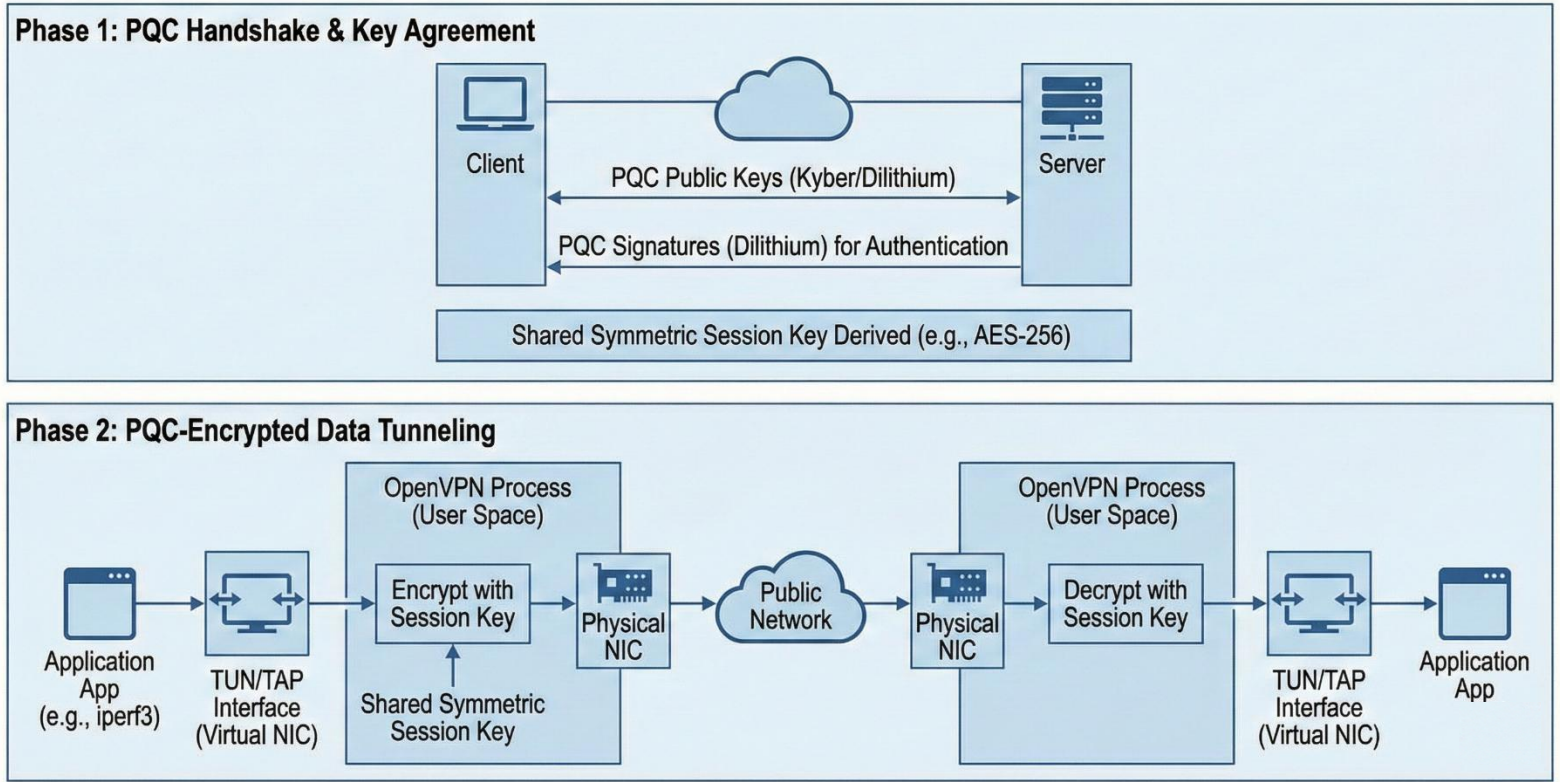 Phase 1: PQC Handshake & Key Agreement
Client
Server
PQC Public Keys (Kyber/Dilithium)
PQC Signatures (Dilithium) for Authentication
Shared Symmetric Session Key Derived (e.g., AES-256)
Phase 2: PQC-Encrypted Data Tunneling
Application
App
(e.g., iperf3)
TUN/TAP
Interface
(Virtual NIC)
OpenVPN Process
(User Space)
Encrypt with
Session Key
Shared Symmetric
Session Key
Physical
NIC
Public
Network
Physical
NIC
OpenVPN Process
(User Space)
Decrypt with
Session Key
TUN/TAP
Interface
(Virtual NIC)
Application
App